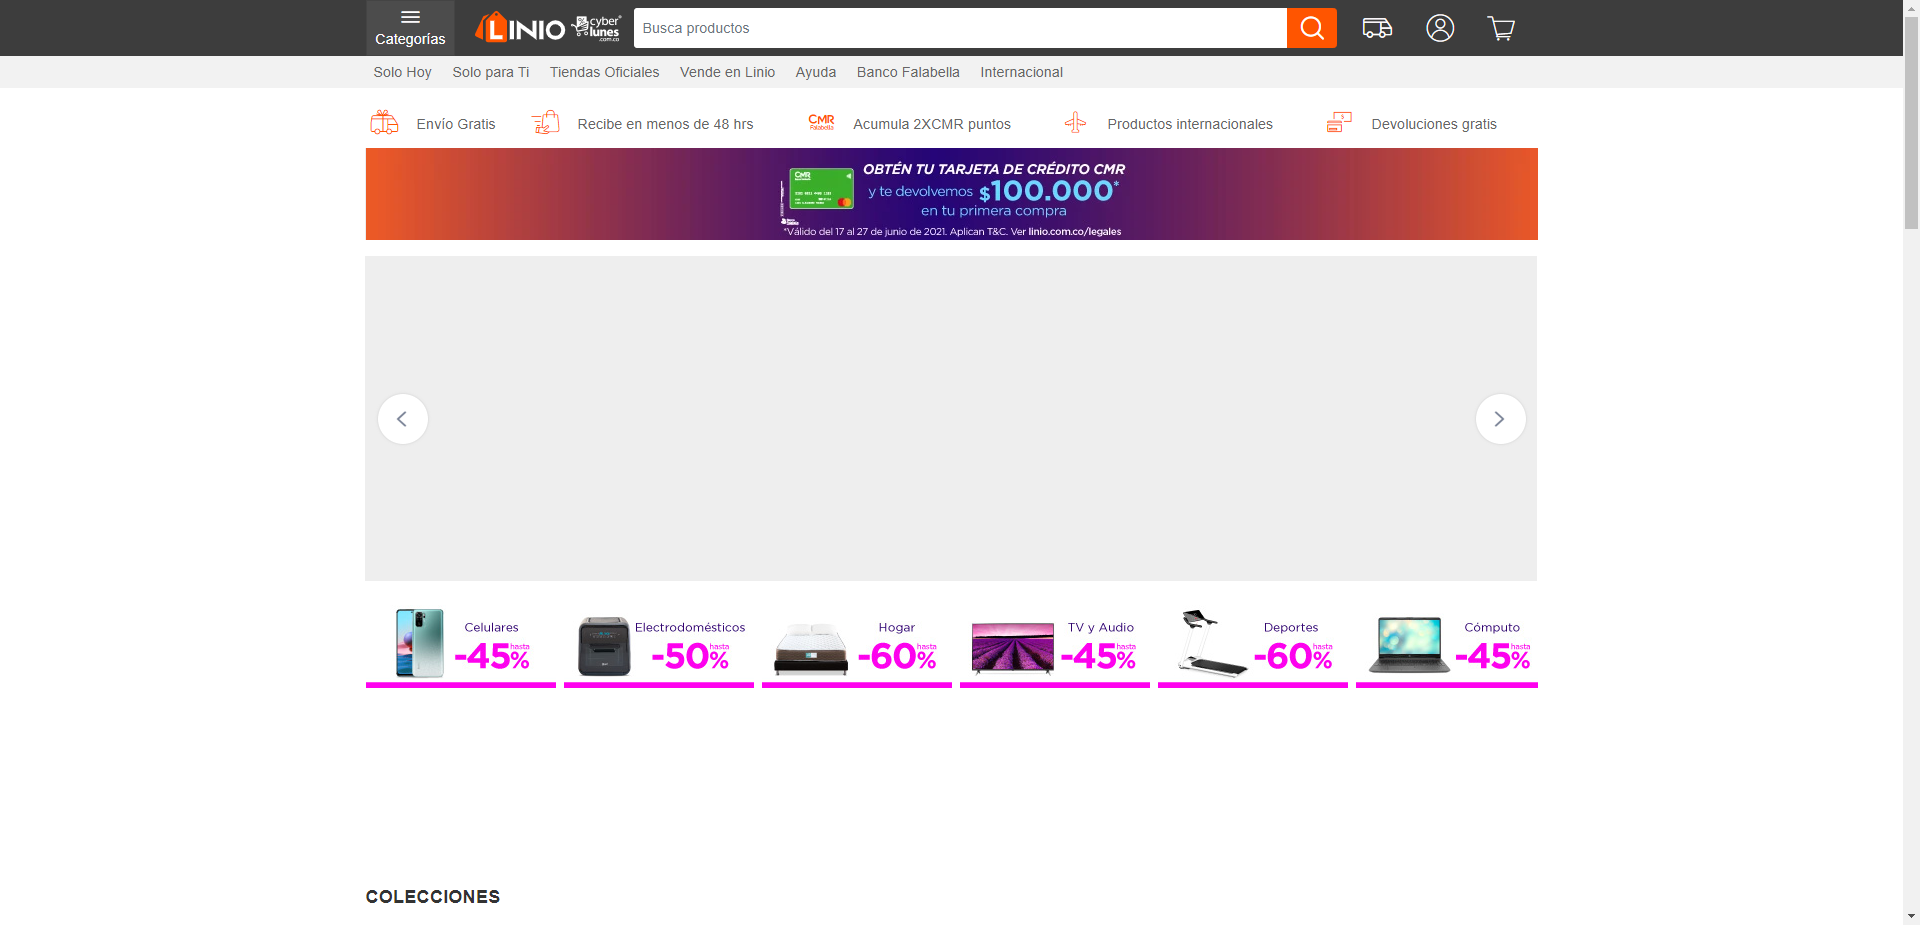 Categorías
LINIO
cyber lunes .com.co
Busca productos
Solo Hoy
Solo para Ti
Tiendas Oficiales
Vende en Linio
Ayuda
Banco Falabella
Internacional
Envío Gratis
Recibe en menos de 48 hrs
CMR Falabella
Acumula 2XCMR puntos
Productos internacionales
Devoluciones gratis
CMR
OBTÉN TU TARJETA DE CRÉDITO CMR
y te devolvemos $100.000*
en tu primera compra
*Válido del 17 al 27 de junio de 2021. Aplican T&C. Ver linio.com.co/legales
Celulares
hasta
-45%
Electrodomésticos
hasta
-50%
Hogar
hasta
-60%
TV y Audio
hasta
-45%
Deportes
hasta
-60%
Cómputo
hasta
-45%
COLECCIONES